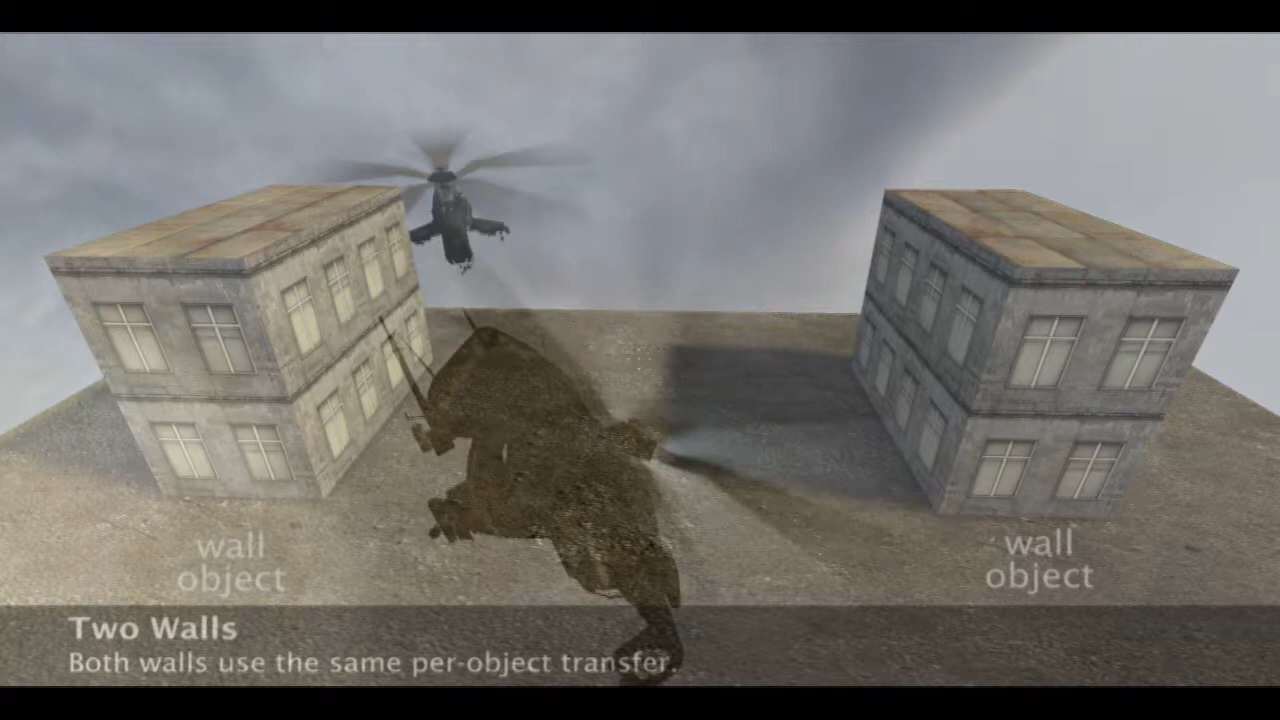 wall
object
wall
object
Two Walls
Both walls use the same per-object transfer.